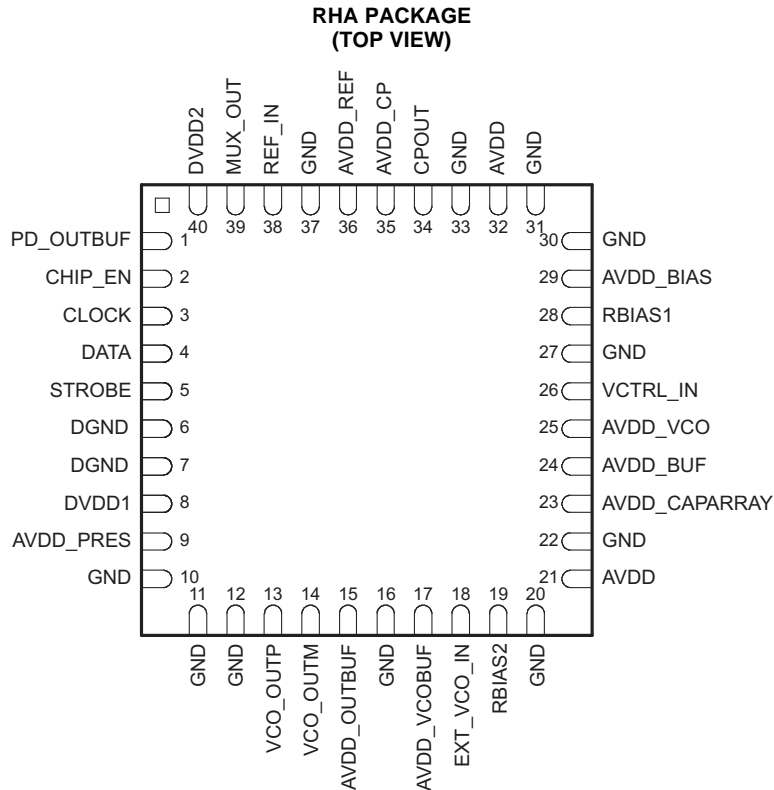 RHA PACKAGE
(TOP VIEW)
DVDD2
MUX_OUT
REF_IN
GND
AVDD_REF
AVDD_CP
CPOUT
GND
AVDD
GND
40 39 38 37 36 35 34 33 32 31
PD_OUTBUF 1
CHIP_EN 2
CLOCK 3
DATA 4
STROBE 5
DGND 6
DGND 7
DVDD1 8
AVDD_PRES 9
GND 10
30 GND
29 AVDD_BIAS
28 RBIAS1
27 GND
26 VCTRL_IN
25 AVDD_VCO
24 AVDD_BUF
23 AVDD_CAPARRAY
22 GND
21 AVDD
11 12 13 14 15 16 17 18 19 20
GND
GND
VCO_OUTP
VCO_OUTM
AVDD_OUTBUF
GND
AVDD_VCOBUF
EXT_VCO_IN
RBIAS2
GND